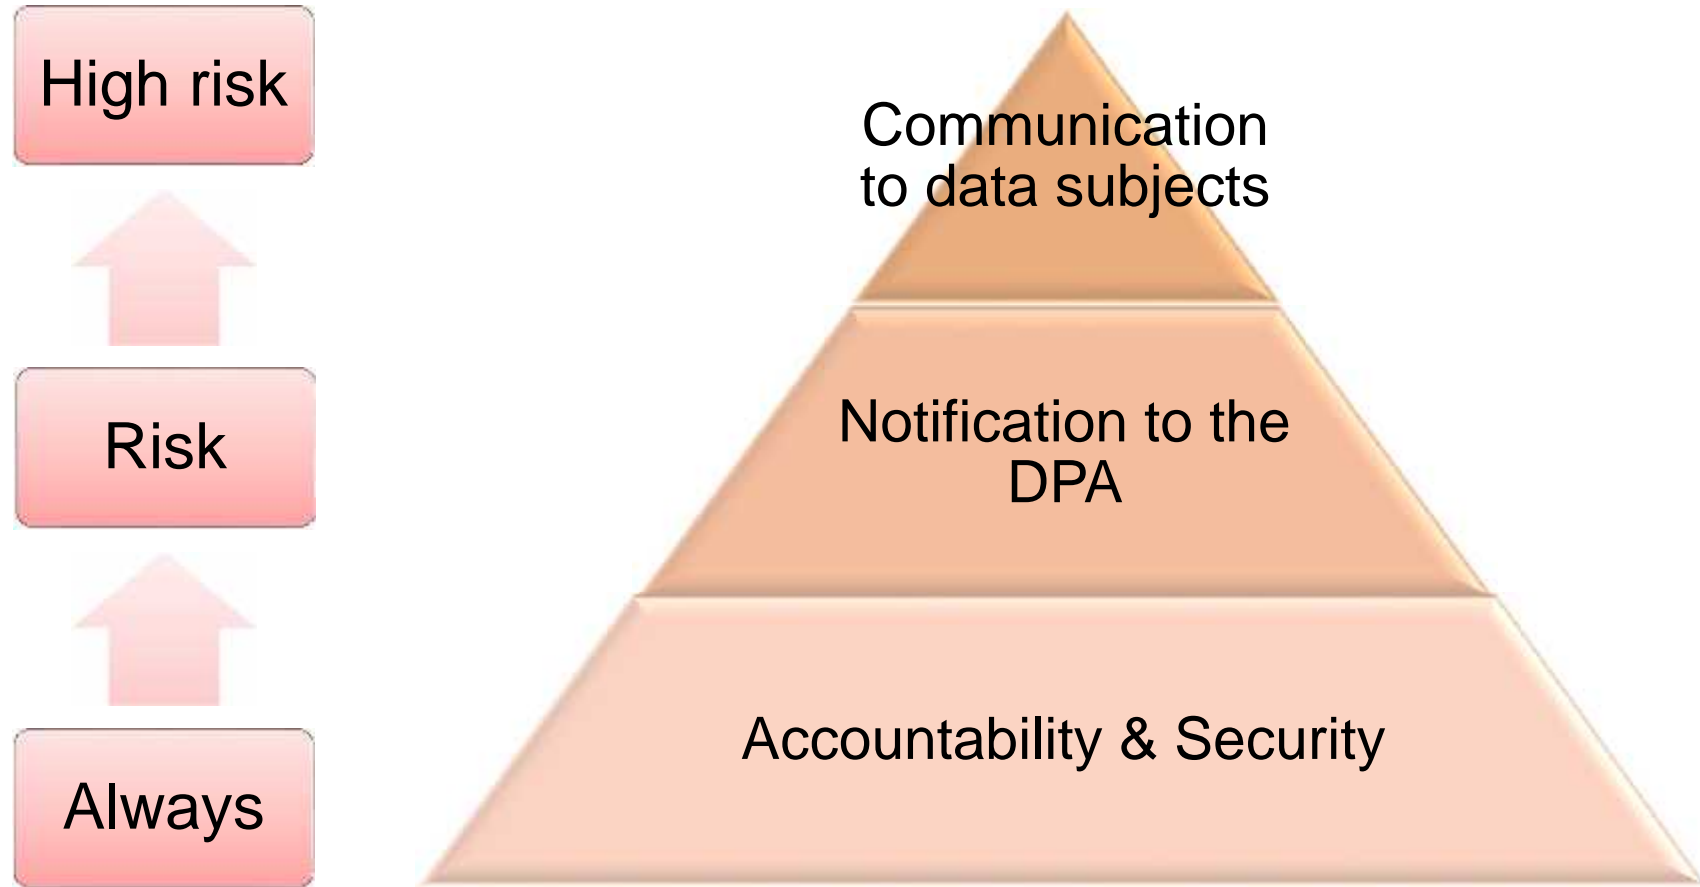 High risk
Communication
to data subjects
Risk
Notification to the
DPA
Always
Accountability & Security